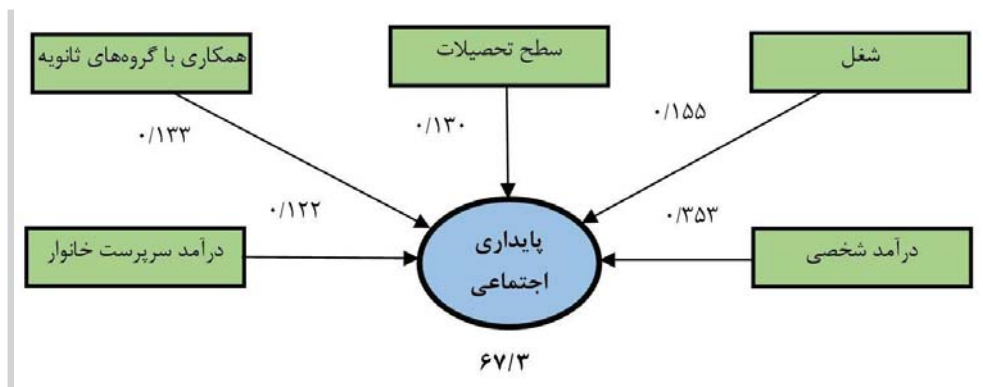 شغل
سطح تحصیلات
همکاری با گروه‌های ثانویه
۰/۱۵۵
۰/۱۳۰
۰/۱۳۳
۰/۳۵۳
۰/۱۲۲
درآمد شخصی
پایداری
اجتماعی
درآمد سرپرست خانوار
۶۷/۳